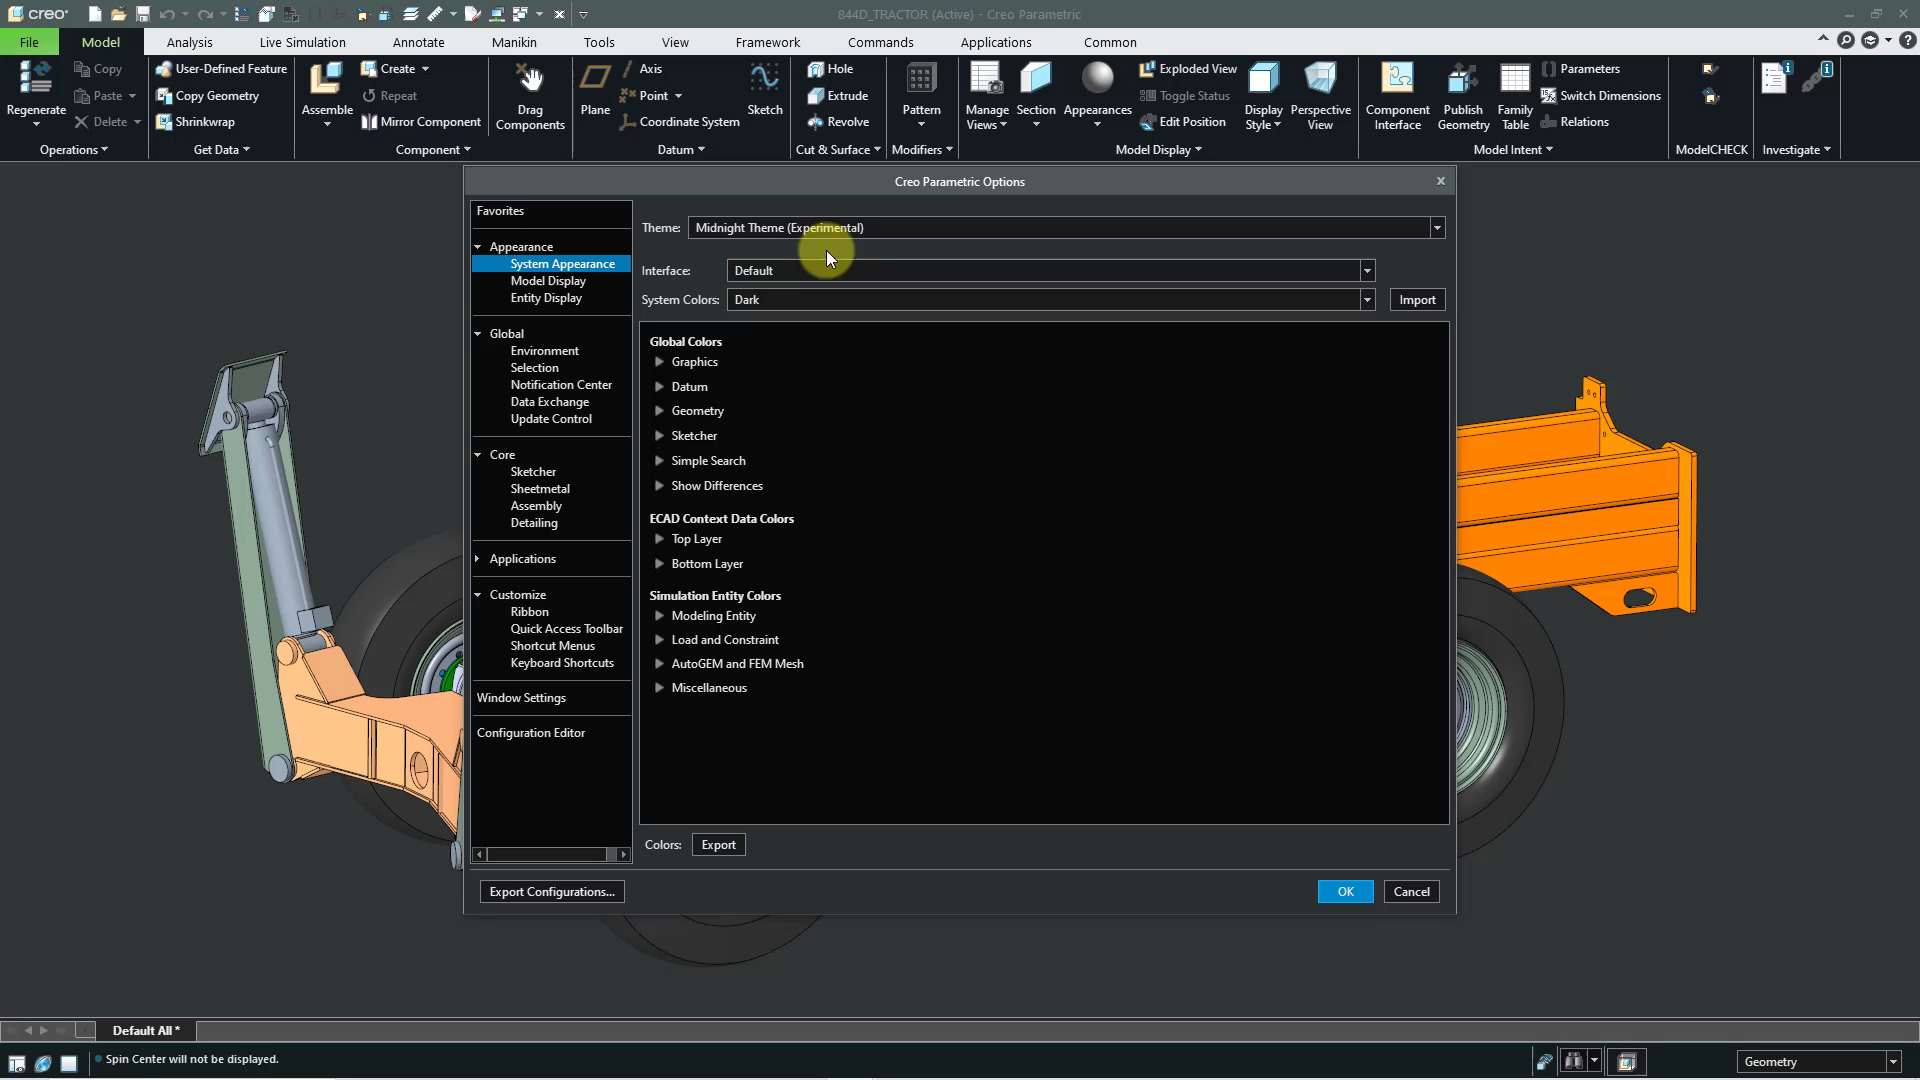 creo
844D_TRACTOR (Active) - Creo Parametric
File
Model
Analysis
Live Simulation
Annotate
Manikin
Tools
View
Framework
Commands
Applications
Common
Regenerate
Copy
Paste
Delete
Operations
User-Defined Feature
Copy Geometry
Shrinkwrap
Get Data
Assemble
Create
Repeat
Mirror Component
Component
Drag
Components
Plane
Axis
Point
Coordinate System
Sketch
Datum
Hole
Extrude
Revolve
Cut & Surface
Pattern
Modifiers
Manage
Views
Section
Appearances
Exploded View
Toggle Status
Edit Position
Display
Style
Perspective
View
Model Display
Component
Interface
Publish
Geometry
Family
Table
Parameters
Switch Dimensions
Relations
Model Intent
ModelCHECK
Investigate
Creo Parametric Options
Favorites
Appearance
System Appearance
Model Display
Entity Display
Global
Environment
Selection
Notification Center
Data Exchange
Update Control
Core
Sketcher
Sheetmetal
Assembly
Detailing
Applications
Customize
Ribbon
Quick Access Toolbar
Shortcut Menus
Keyboard Shortcuts
Window Settings
Configuration Editor
Theme: Midnight Theme (Experimental)
Interface: Default
System Colors: Dark
Import
Global Colors
Graphics
Datum
Geometry
Sketcher
Simple Search
Show Differences
ECAD Context Data Colors
Top Layer
Bottom Layer
Simulation Entity Colors
Modeling Entity
Load and Constraint
AutoGEM and FEM Mesh
Miscellaneous
Colors: Export
Export Configurations...
OK
Cancel
Default All *
Spin Center will not be displayed.
Geometry